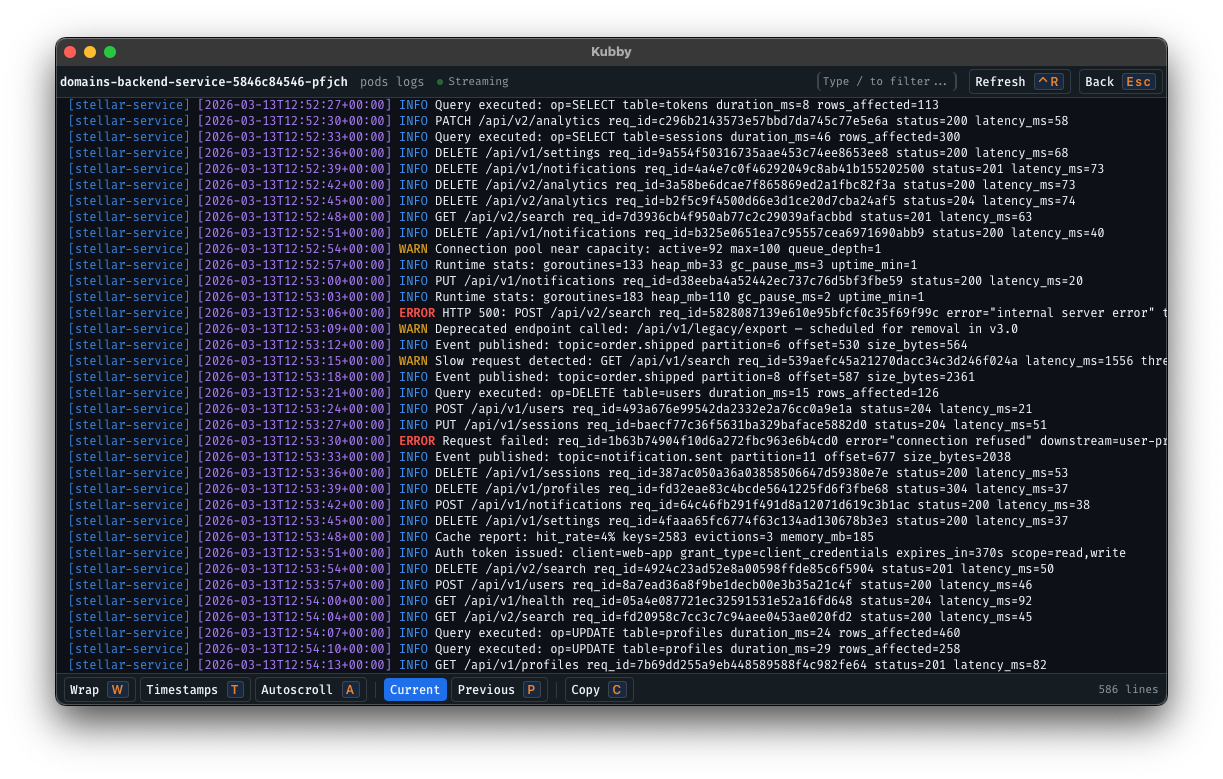 Kubby
domains-backend-service-5846c84546-pfjch pods logs ● Streaming [Type / to filter...] Refresh ^R Back Esc
[stellar-service] [2026-03-13T12:52:27+00:00] INFO Query executed: op=SELECT table=tokens duration_ms=8 rows_affected=113
[stellar-service] [2026-03-13T12:52:30+00:00] INFO PATCH /api/v2/analytics req_id=c296b2143573e57bbd7da745c77e5e6a status=200 latency_ms=58
[stellar-service] [2026-03-13T12:52:33+00:00] INFO Query executed: op=SELECT table=sessions duration_ms=46 rows_affected=300
[stellar-service] [2026-03-13T12:52:36+00:00] INFO DELETE /api/v1/settings req_id=9a554f50316735aae453c74ee8653ee8 status=200 latency_ms=68
[stellar-service] [2026-03-13T12:52:39+00:00] INFO DELETE /api/v1/notifications req_id=4a4e7c0f46292049c8ab41b155202500 status=201 latency_ms=73
[stellar-service] [2026-03-13T12:52:42+00:00] INFO DELETE /api/v2/analytics req_id=3a58be6dcae7f865869ed2a1fbc82f3a status=200 latency_ms=73
[stellar-service] [2026-03-13T12:52:45+00:00] INFO DELETE /api/v2/analytics req_id=b2f5c9f4500d66e3d1ce20d7cba24af5 status=204 latency_ms=74
[stellar-service] [2026-03-13T12:52:48+00:00] INFO GET /api/v2/search req_id=7d3936cb4f950ab77c2c29039afacbbd status=201 latency_ms=63
[stellar-service] [2026-03-13T12:52:51+00:00] INFO DELETE /api/v1/notifications req_id=b325e0651ea7c95557cea6971690abb9 status=200 latency_ms=40
[stellar-service] [2026-03-13T12:52:54+00:00] WARN Connection pool near capacity: active=92 max=100 queue_depth=1
[stellar-service] [2026-03-13T12:52:57+00:00] INFO Runtime stats: goroutines=133 heap_mb=33 gc_pause_ms=3 uptime_min=1
[stellar-service] [2026-03-13T12:53:00+00:00] INFO PUT /api/v1/notifications req_id=d38eeba4a52442ec737c76d5bf3fbe59 status=200 latency_ms=20
[stellar-service] [2026-03-13T12:53:03+00:00] INFO Runtime stats: goroutines=183 heap_mb=110 gc_pause_ms=2 uptime_min=1
[stellar-service] [2026-03-13T12:53:06+00:00] ERROR HTTP 500: POST /api/v2/search req_id=5828087139e610e95bfcf0c35f69f99c error="internal server error" t
[stellar-service] [2026-03-13T12:53:09+00:00] WARN Deprecated endpoint called: /api/v1/legacy/export — scheduled for removal in v3.0
[stellar-service] [2026-03-13T12:53:12+00:00] INFO Event published: topic=order.shipped partition=6 offset=530 size_bytes=564
[stellar-service] [2026-03-13T12:53:15+00:00] WARN Slow request detected: GET /api/v1/search req_id=539aefc45a21270dacc34c3d246f024a latency_ms=1556 thre
[stellar-service] [2026-03-13T12:53:18+00:00] INFO Event published: topic=order.shipped partition=8 offset=587 size_bytes=2361
[stellar-service] [2026-03-13T12:53:21+00:00] INFO Query executed: op=DELETE table=users duration_ms=15 rows_affected=126
[stellar-service] [2026-03-13T12:53:24+00:00] INFO POST /api/v1/users req_id=493a676e99542da2332e2a76cc0a9e1a status=204 latency_ms=21
[stellar-service] [2026-03-13T12:53:27+00:00] INFO PUT /api/v1/sessions req_id=baecf77c36f5631ba329baface5882d0 status=204 latency_ms=51
[stellar-service] [2026-03-13T12:53:30+00:00] ERROR Request failed: req_id=1b63b74904f10d6a272fbc963e6b4cd0 error="connection refused" downstream=user-pr
[stellar-service] [2026-03-13T12:53:33+00:00] INFO Event published: topic=notification.sent partition=11 offset=677 size_bytes=2038
[stellar-service] [2026-03-13T12:53:36+00:00] INFO DELETE /api/v1/sessions req_id=387ac050a36a03858506647d59380e7e status=200 latency_ms=53
[stellar-service] [2026-03-13T12:53:39+00:00] INFO DELETE /api/v1/profiles req_id=fd32eae83c4bcde5641225fd6f3fbe68 status=304 latency_ms=37
[stellar-service] [2026-03-13T12:53:42+00:00] INFO POST /api/v1/notifications req_id=64c46fb291f491d8a12071d619c3b1ac status=200 latency_ms=38
[stellar-service] [2026-03-13T12:53:45+00:00] INFO DELETE /api/v1/settings req_id=4faaa65fc6774f63c134ad130678b3e3 status=200 latency_ms=37
[stellar-service] [2026-03-13T12:53:48+00:00] INFO Cache report: hit_rate=4% keys=2583 evictions=3 memory_mb=185
[stellar-service] [2026-03-13T12:53:51+00:00] INFO Auth token issued: client=web-app grant_type=client_credentials expires_in=370s scope=read,write
[stellar-service] [2026-03-13T12:53:54+00:00] INFO DELETE /api/v2/search req_id=4924c23ad52e8a00598ffde85c6f5904 status=201 latency_ms=50
[stellar-service] [2026-03-13T12:53:57+00:00] INFO POST /api/v1/users req_id=8a7ead36a8f9be1decb00e3b35a21c4f status=200 latency_ms=46
[stellar-service] [2026-03-13T12:54:00+00:00] INFO GET /api/v1/health req_id=05a4e087721ec32591531e52a16fd648 status=204 latency_ms=92
[stellar-service] [2026-03-13T12:54:04+00:00] INFO GET /api/v2/search req_id=fd20958c7cc3c7c94aee0453ae020fd2 status=200 latency_ms=45
[stellar-service] [2026-03-13T12:54:07+00:00] INFO Query executed: op=UPDATE table=profiles duration_ms=24 rows_affected=460
[stellar-service] [2026-03-13T12:54:10+00:00] INFO Query executed: op=UPDATE table=profiles duration_ms=29 rows_affected=258
[stellar-service] [2026-03-13T12:54:13+00:00] INFO GET /api/v1/profiles req_id=7b69dd255a9eb448589588f4c982fe64 status=201 latency_ms=82
Wrap W Timestamps T Autoscroll A Current Previous P Copy C 586 lines